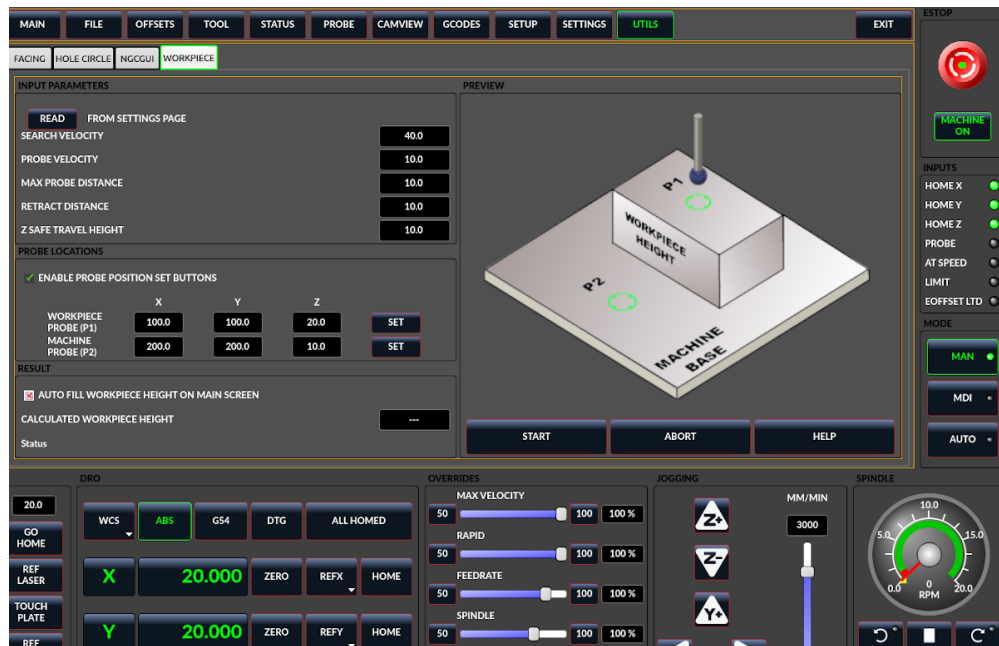 MAIN FILE OFFSETS TOOL STATUS PROBE CAMVIEW GCODES SETUP SETTINGS UTILS EXIT
ESTOP
FACING HOLE CIRCLE NGCGUI WORKPIECE
INPUT PARAMETERS
READ FROM SETTINGS PAGE
SEARCH VELOCITY 40.0
PROBE VELOCITY 10.0
MAX PROBE DISTANCE 10.0
RETRACT DISTANCE 10.0
Z SAFE TRAVEL HEIGHT 10.0
PROBE LOCATIONS
ENABLE PROBE POSITION SET BUTTONS
X Y Z
WORKPIECE
PROBE (P1) 100.0 100.0 20.0 SET
MACHINE
PROBE (P2) 200.0 200.0 10.0 SET
RESULT
AUTO FILL WORKPIECE HEIGHT ON MAIN SCREEN
CALCULATED WORKPIECE HEIGHT ---
Status
PREVIEW
P1
WORKPIECE
HEIGHT
P2
MACHINE
BASE
START ABORT HELP
MACHINE
ON
INPUTS
HOME X
HOME Y
HOME Z
PROBE
AT SPEED
LIMIT
EOFFSET LTD
MODE
MAN
MDI
AUTO
20.0
GO
HOME
REF
LASER
TOUCH
PLATE
REF
DRO
WCS ABS G54 DTG ALL HOMED
X 20.000 ZERO REFX HOME
Y 20.000 ZERO REFY HOME
OVERRIDES
MAX VELOCITY
50 100 100 %
RAPID
50 100 100 %
FEEDRATE
50 100 100 %
SPINDLE
50 100 100 %
JOGGING
Z+
Z-
Y+
MM/MIN
3000
SPINDLE
10.0
5.0 15.0
0.0 0 20.0
RPM